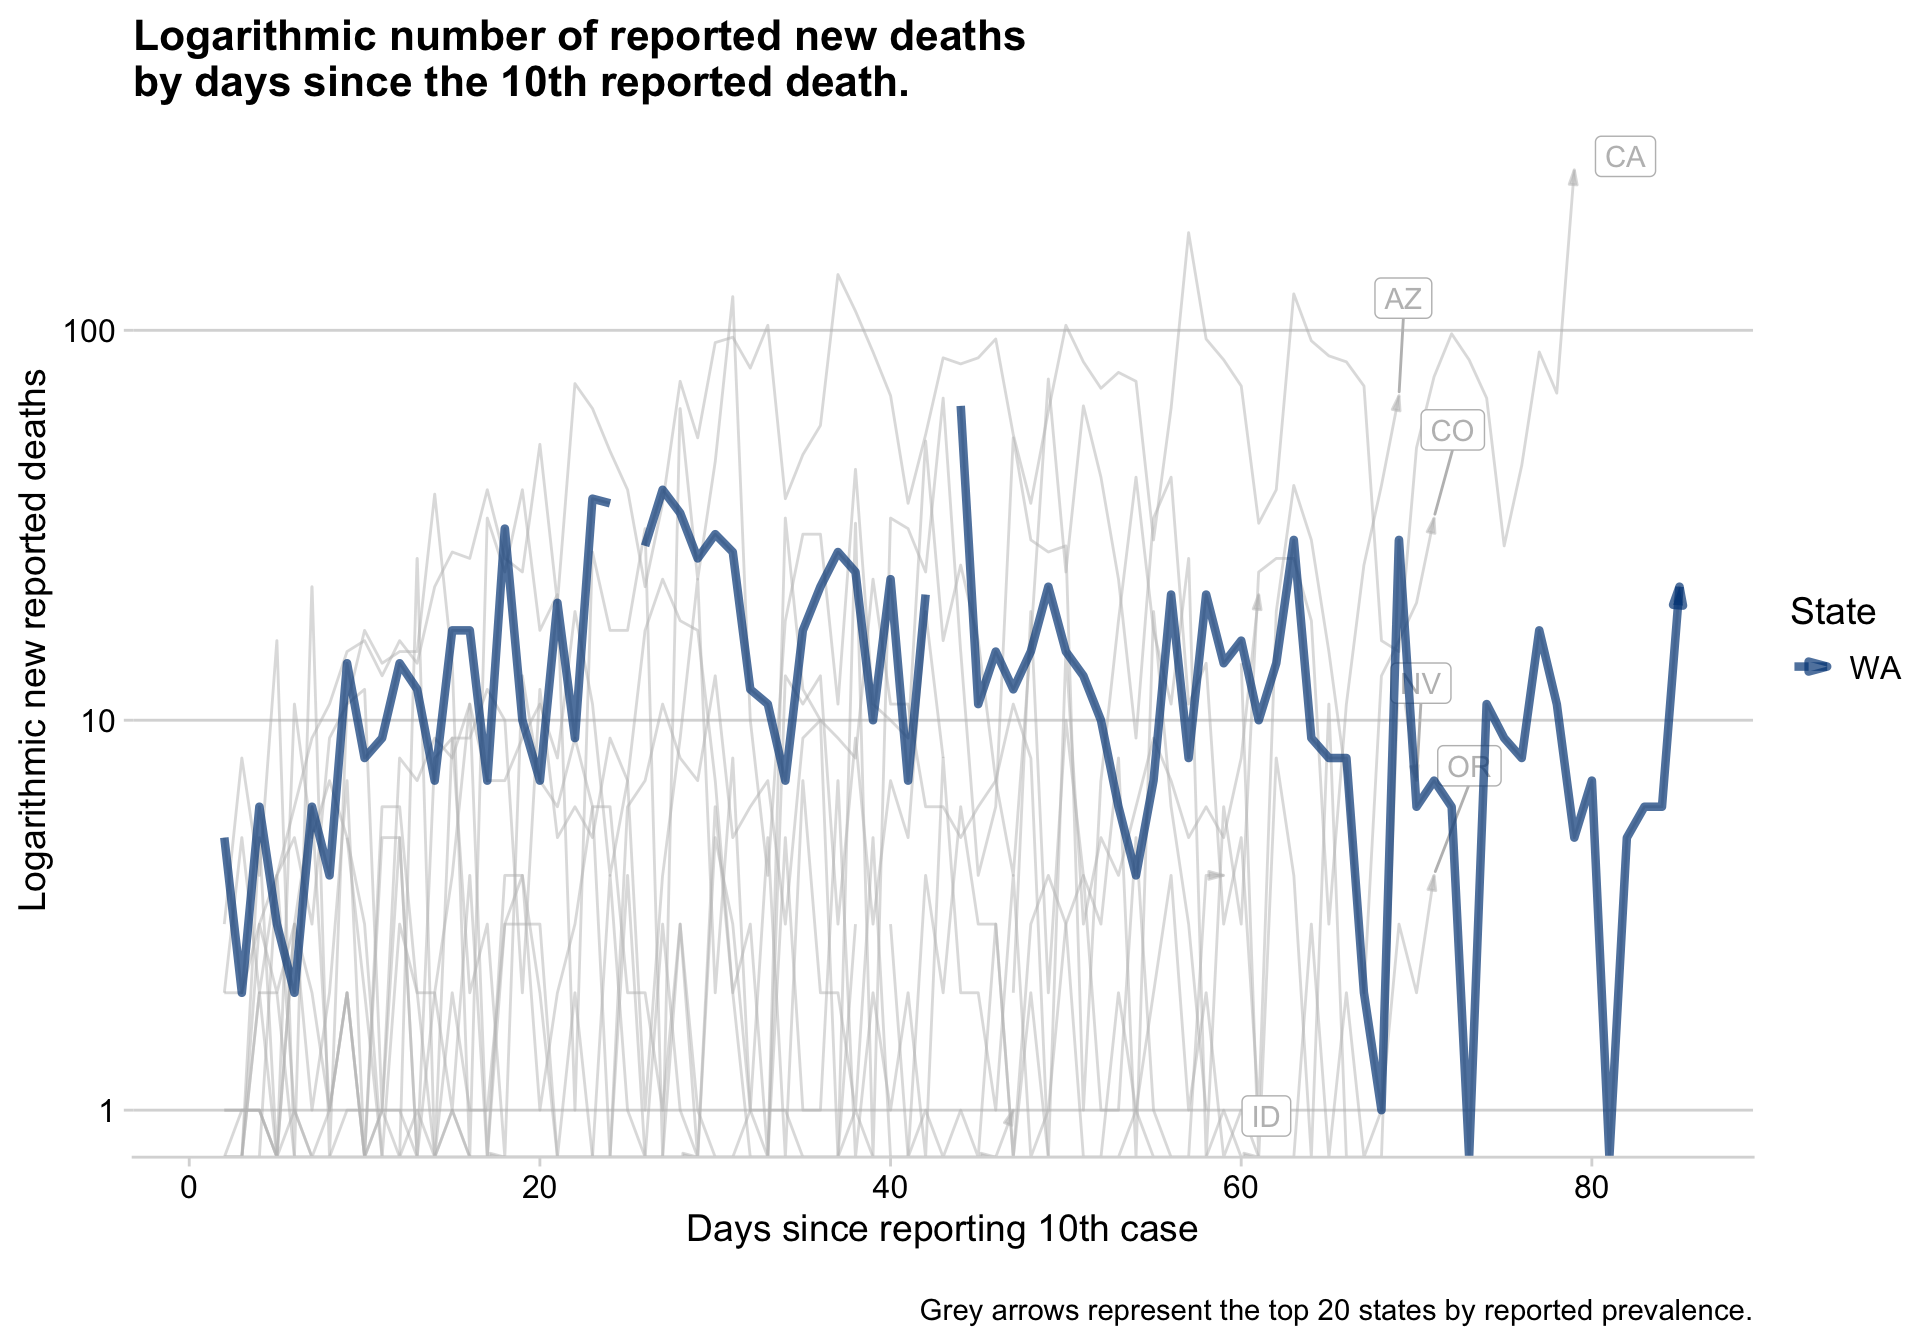 Logarithmic number of reported new deaths
by days since the 10th reported death.
CA
AZ
100
CO
Logarithmic new reported deaths
State
WA
NV
10
OR
ID
1
0 20 40 60 80
Days since reporting 10th case
Grey arrows represent the top 20 states by reported prevalence.